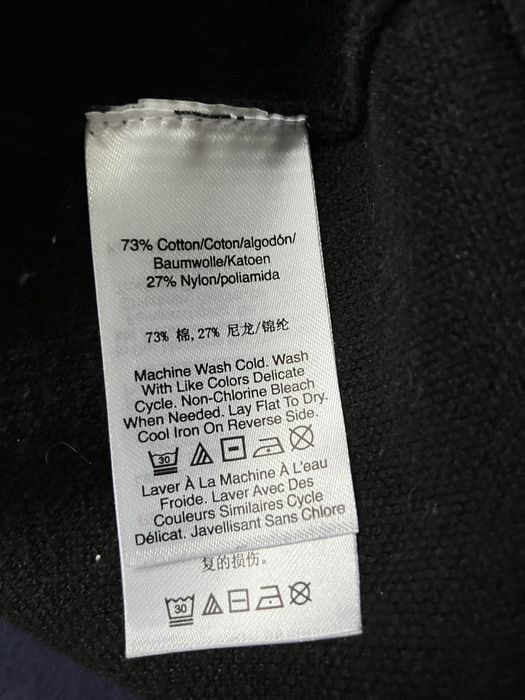 73% Cotton/Coton/algodón/
Baumwolle/Katoen
27% Nylon/poliamida
73% 棉,27% 尼龙/锦纶
Machine Wash Cold. Wash
With Like Colors Delicate
Cycle. Non-Chlorine Bleach
When Needed. Lay Flat To Dry.
Cool Iron On Reverse Side.
30
Laver À La Machine À L'eau
Froide. Laver Avec Des
Couleurs Similaires Cycle
Délicat. Javellisant Sans Chlore
复的损伤。
30